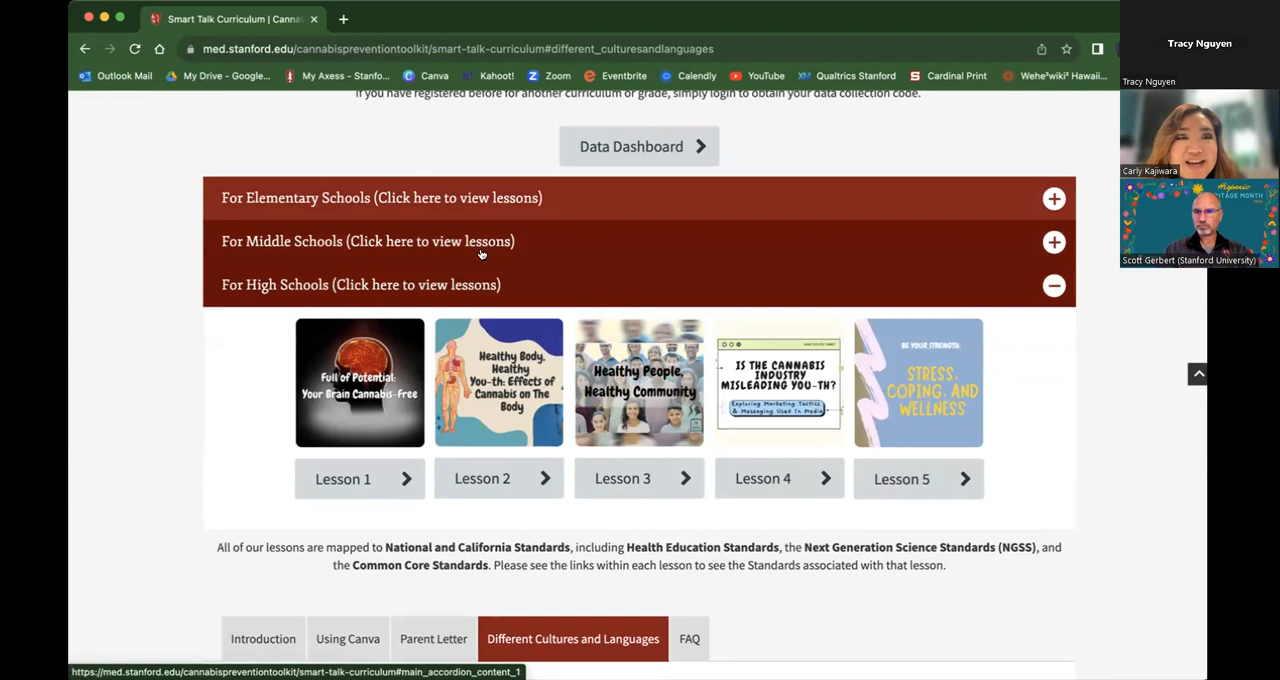 Smart Talk Curriculum | Canna
med.stanford.edu/cannabispreventiontoolkit/smart-talk-curriculum#different_culturesandlanguages
Outlook Mail
My Drive - Google...
My Axess - Stanfo...
Canva
Kahoot!
Zoom
Eventbrite
Calendly
YouTube
Qualtrics Stanford
Cardinal Print
Wehe²wiki² Hawaii...
Tracy Nguyen
Tracy Nguyen
Carly Kajiwara
Hispanic
HERITAGE MONTH
Scott Gerbert (Stanford University)
If you have registered before for another curriculum or grade, simply login to obtain your data collection code.
Data Dashboard
For Elementary Schools (Click here to view lessons)
For Middle Schools (Click here to view lessons)
For High Schools (Click here to view lessons)
Full of Potential:
Your Brain Cannabis-Free
Healthy Body,
Healthy
You-th: Effects of
Cannabis on The
Body
Healthy People,
Healthy Community
IS THE CANNABIS
INDUSTRY
MISLEADING YOU-TH?
Exploring Marketing Tactics
& Messaging Used In Media
BE YOUR STRENGTH:
STRESS,
COPING, AND
WELLNESS
Lesson 1
Lesson 2
Lesson 3
Lesson 4
Lesson 5
All of our lessons are mapped to National and California Standards, including Health Education Standards, the Next Generation Science Standards (NGSS), and
the Common Core Standards. Please see the links within each lesson to see the Standards associated with that lesson.
Introduction
Using Canva
Parent Letter
Different Cultures and Languages
FAQ
https://med.stanford.edu/cannabispreventiontoolkit/smart-talk-curriculum#main_accordion_content_1